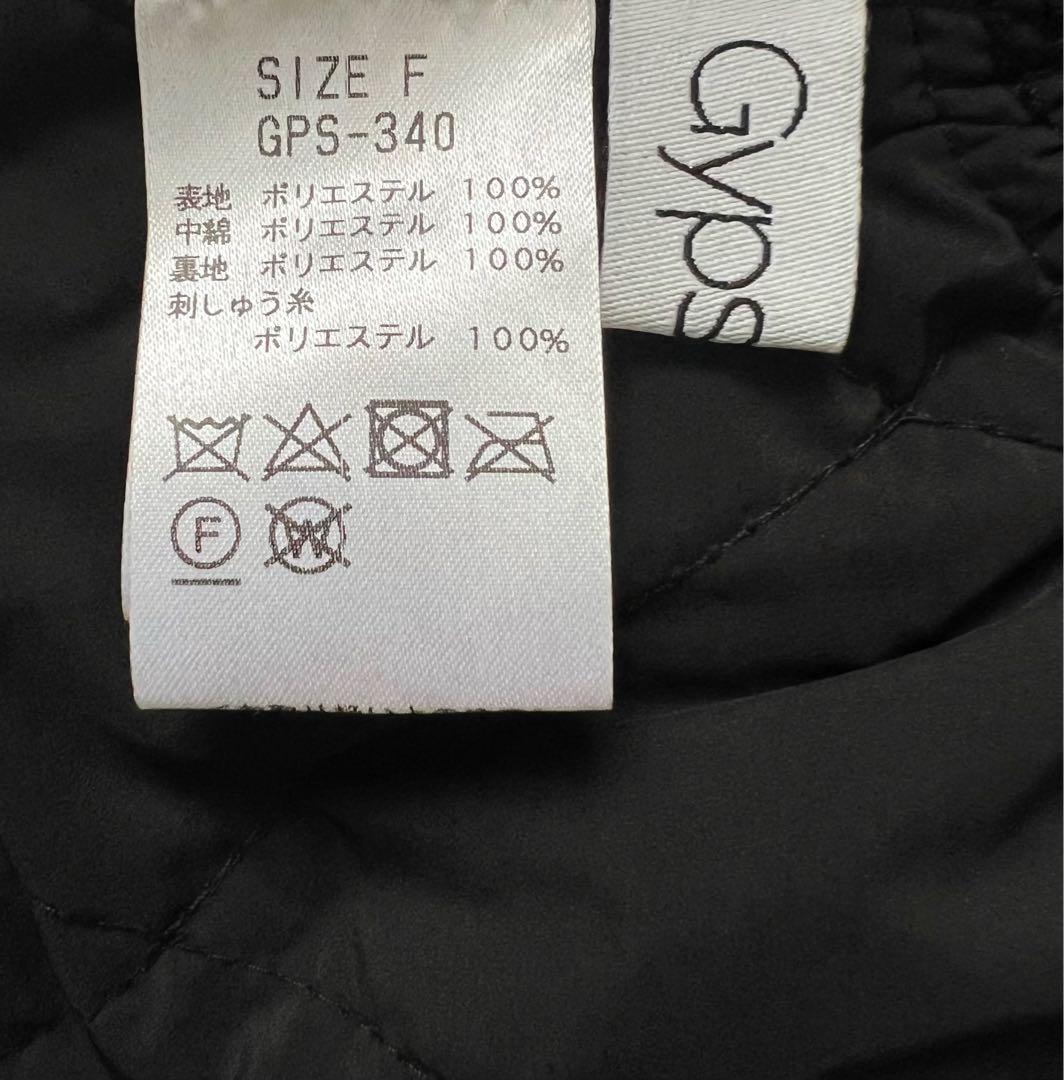 SIZE F
GPS-340
表地 ポリエステル 100%
中綿 ポリエステル 100%
裏地 ポリエステル 100%
刺しゅう糸
ポリエステル 100%
F
W
Gyps